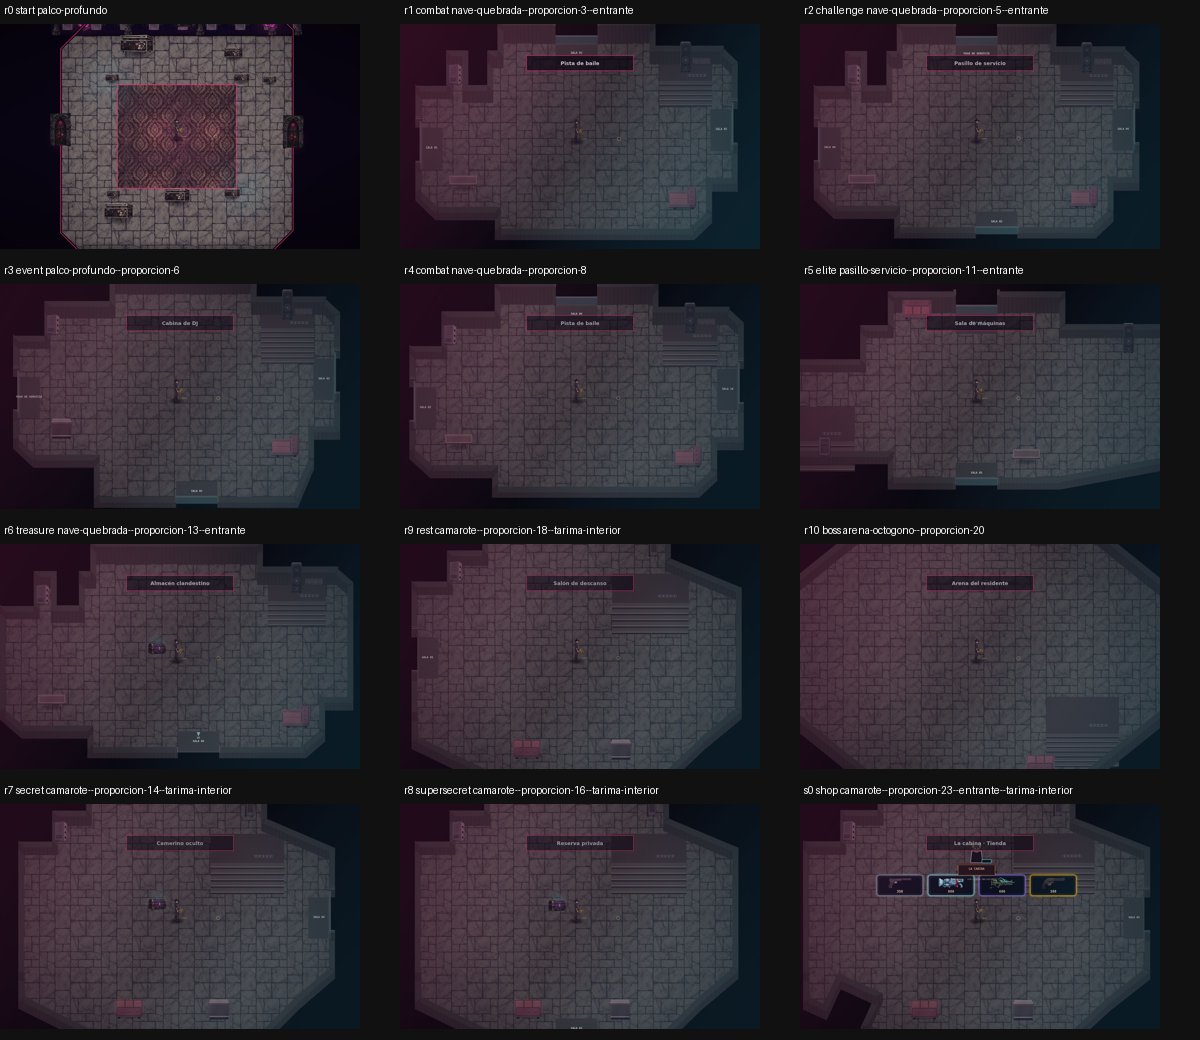 r0 start palco-profundo
r1 combat nave-quebrada--proporcion-3--entrante
r2 challenge nave-quebrada--proporcion-5--entrante
Pista de baile
Pasillo de servicio
r3 event palco-profundo--proporcion-6
r4 combat nave-quebrada--proporcion-8
r5 elite pasillo-servicio--proporcion-11--entrante
Cabina de DJ
Pista de baile
Sala de máquinas
r6 treasure nave-quebrada--proporcion-13--entrante
r9 rest camarote--proporcion-18--tarima-interior
r10 boss arena-octogono--proporcion-20
Almacén clandestino
Salón de descanso
Arena del residente
r7 secret camarote--proporcion-14--tarima-interior
r8 supersecret camarote--proporcion-16--tarima-interior
s0 shop camarote--proporcion-23--entrante--tarima-interior
Camerino oculto
Reserva privada
La cabina · Tienda
LA CABINA